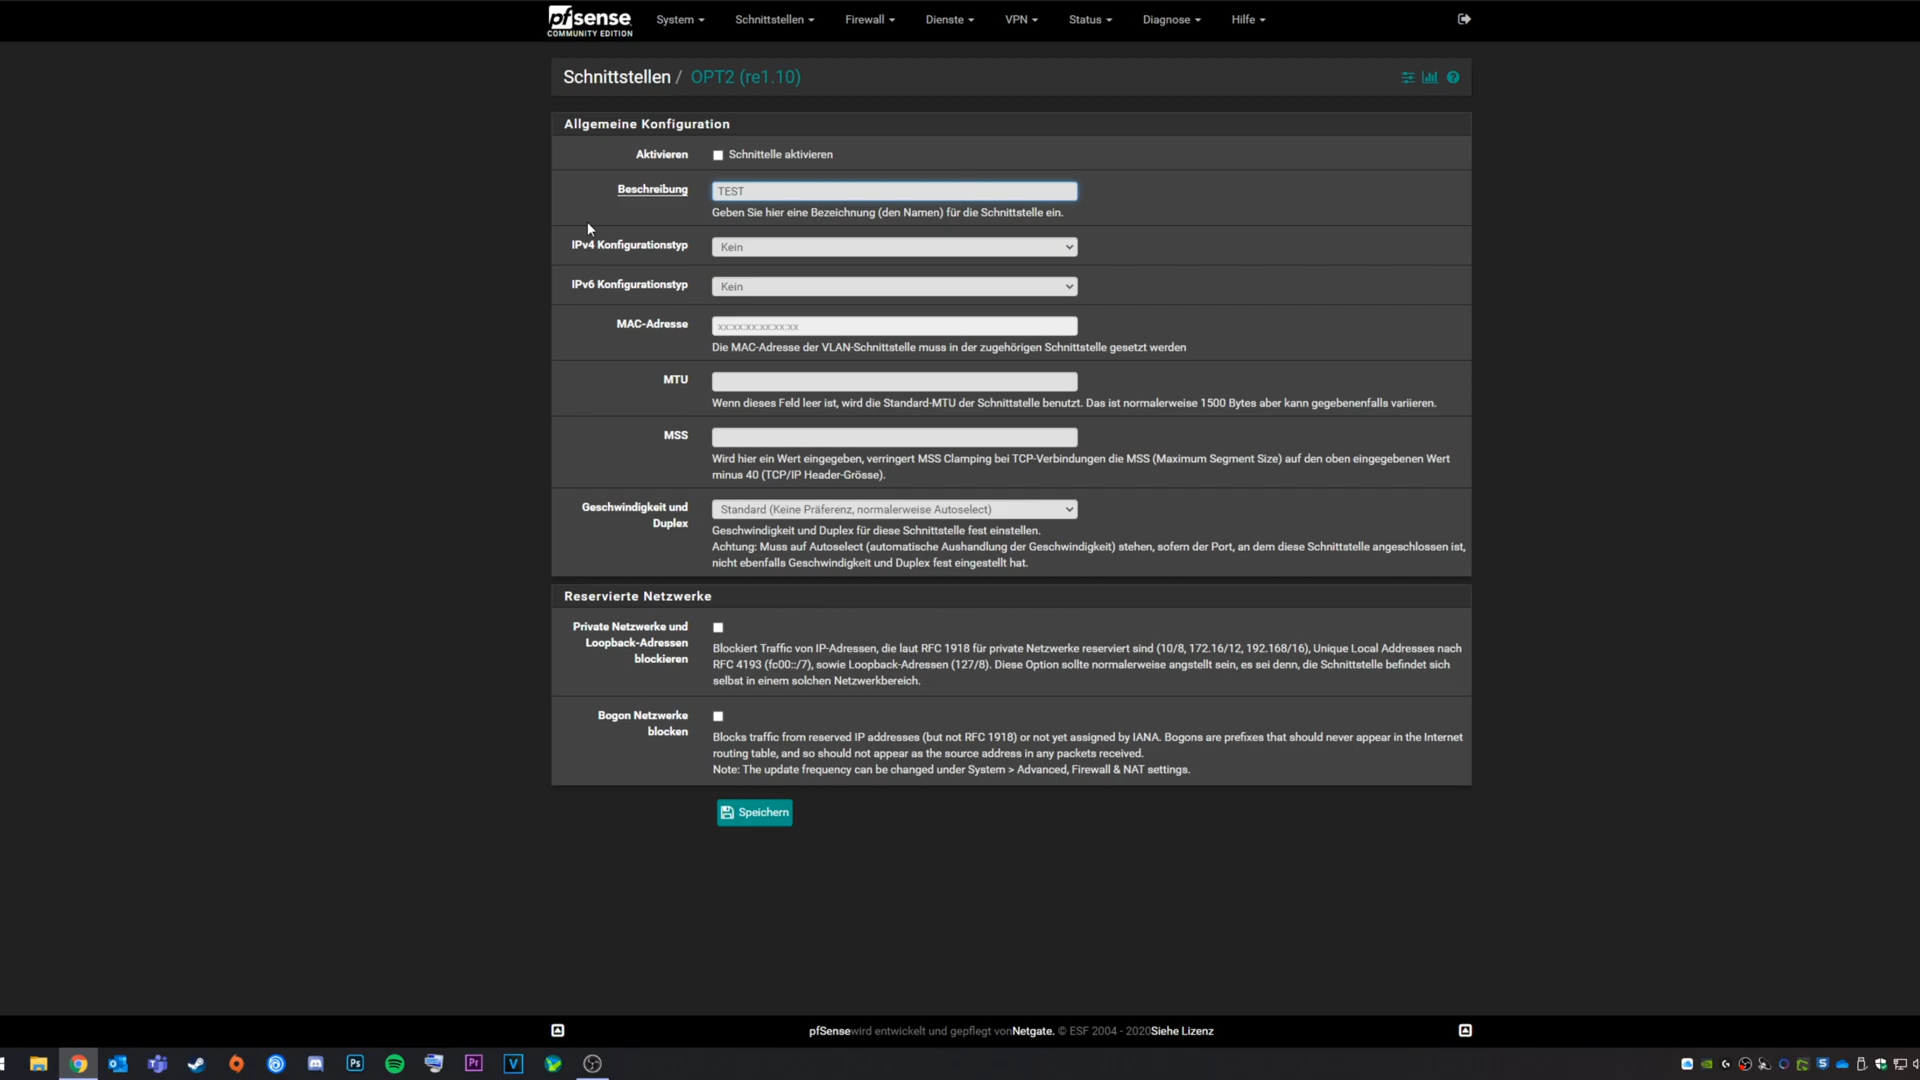 pfsense
COMMUNITY EDITION
System
Schnittstellen
Firewall
Dienste
VPN
Status
Diagnose
Hilfe
Schnittstellen / OPT2 (re1.10)
Allgemeine Konfiguration
Aktivieren
Schnittelle aktivieren
Beschreibung
TEST
Geben Sie hier eine Bezeichnung (den Namen) für die Schnittstelle ein.
IPv4 Konfigurationstyp
Kein
IPv6 Konfigurationstyp
Kein
MAC-Adresse
xx:xx:xx:xx:xx:xx
Die MAC-Adresse der VLAN-Schnittstelle muss in der zugehörigen Schnittstelle gesetzt werden
MTU
Wenn dieses Feld leer ist, wird die Standard-MTU der Schnittstelle benutzt. Das ist normalerweise 1500 Bytes aber kann gegebenenfalls variieren.
MSS
Wird hier ein Wert eingegeben, verringert MSS Clamping bei TCP-Verbindungen die MSS (Maximum Segment Size) auf den oben eingegebenen Wert
minus 40 (TCP/IP Header-Grösse).
Geschwindigkeit und
Duplex
Standard (Keine Präferenz, normalerweise Autoselect)
Geschwindigkeit und Duplex für diese Schnittstelle fest einstellen.
Achtung: Muss auf Autoselect (automatische Aushandlung der Geschwindigkeit) stehen, sofern der Port, an dem diese Schnittstelle angeschlossen ist,
nicht ebenfalls Geschwindigkeit und Duplex fest eingestellt hat.
Reservierte Netzwerke
Private Netzwerke und
Loopback-Adressen
blockieren
Blockiert Traffic von IP-Adressen, die laut RFC 1918 für private Netzwerke reserviert sind (10/8, 172.16/12, 192.168/16), Unique Local Addresses nach
RFC 4193 (fc00::/7), sowie Loopback-Adressen (127/8). Diese Option sollte normalerweise angstellt sein, es sei denn, die Schnittstelle befindet sich
selbst in einem solchen Netzwerkbereich.
Bogon Netzwerke
blocken
Blocks traffic from reserved IP addresses (but not RFC 1918) or not yet assigned by IANA. Bogons are prefixes that should never appear in the Internet
routing table, and so should not appear as the source address in any packets received.
Note: The update frequency can be changed under System > Advanced, Firewall & NAT settings.
Speichern
pfSensewird entwickelt und gepflegt vonNetgate. © ESF 2004 - 2020Siehe Lizenz
Ps
Pr
V